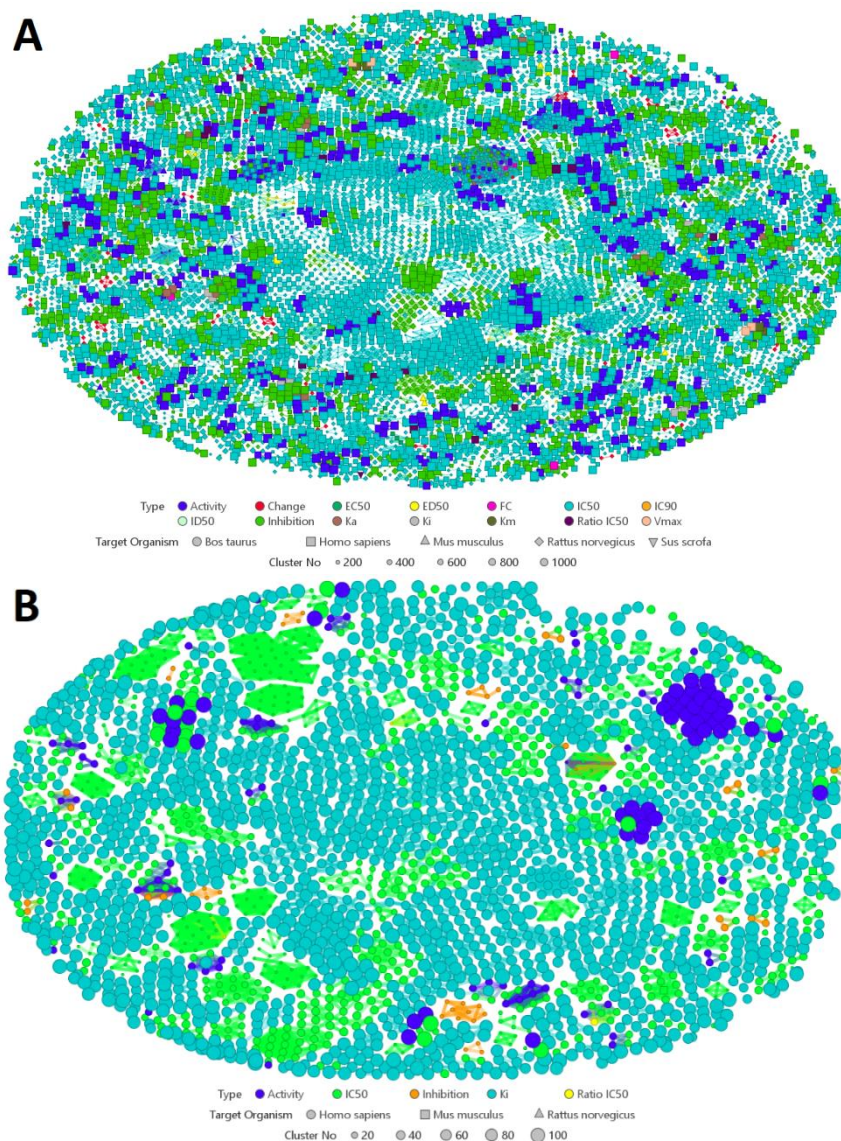 A
Type Activity Change EC50 ED50 FC IC50 IC90
ID50 Inhibition Ka Ki Km Ratio IC50 Vmax
Target Organism Bos taurus Homo sapiens Mus musculus Rattus norvegicus Sus scrofa
Cluster No 200 400 600 800 1000
B
Type Activity IC50 Inhibition Ki Ratio IC50
Target Organism Homo sapiens Mus musculus Rattus norvegicus
Cluster No 20 40 60 80 100